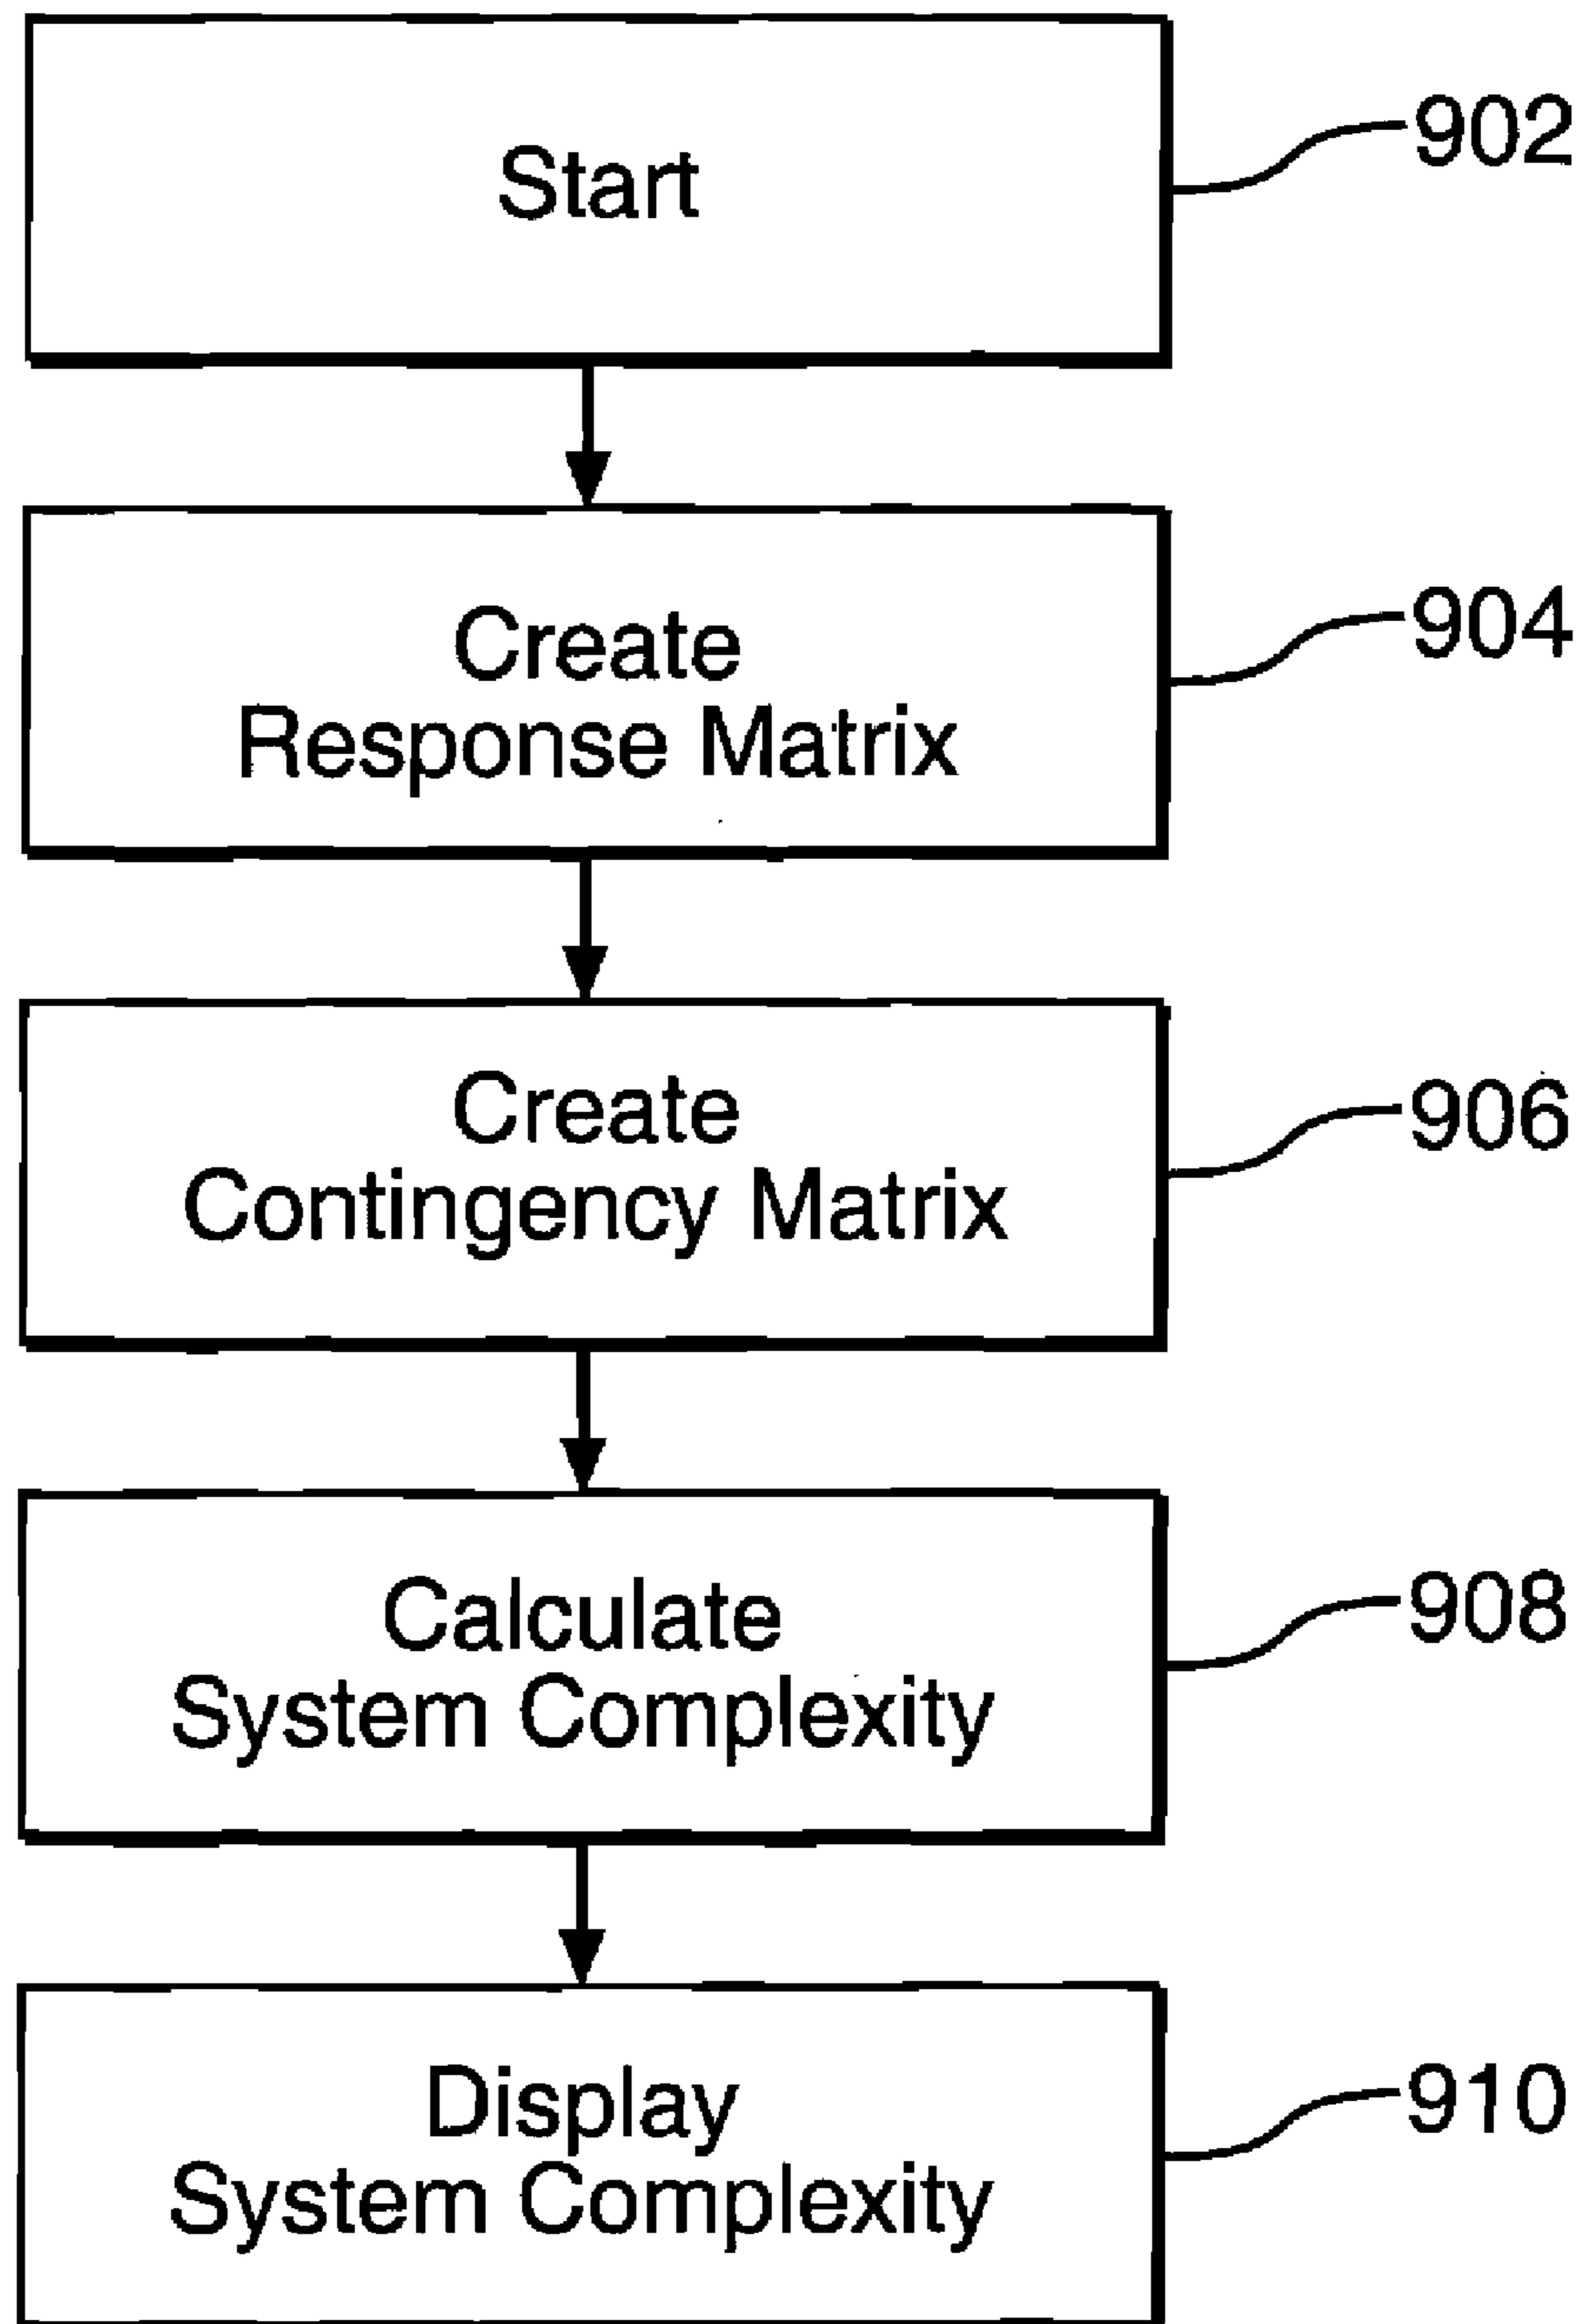 Start
902
Create
Response Matrix
904
Create
Contingency Matrix
906
Calculate
System Complexity
908
Display
System Complexity
910